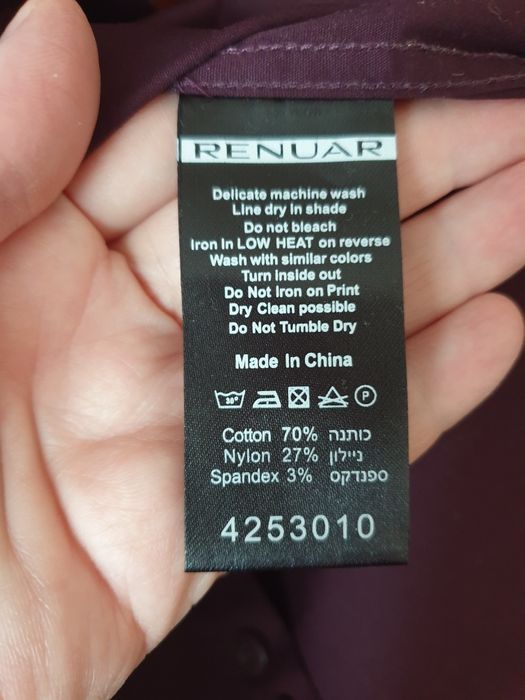 RENUAR
Delicate machine wash
Line dry in shade
Do not bleach
Iron in LOW HEAT on reverse
Wash with similar colors
Turn inside out
Do Not Iron on Print
Dry Clean possible
Do Not Tumble Dry
Made In China
30° P
Cotton 70% כותנה
Nylon 27% ניילון
Spandex 3% ספנדקס
4253010